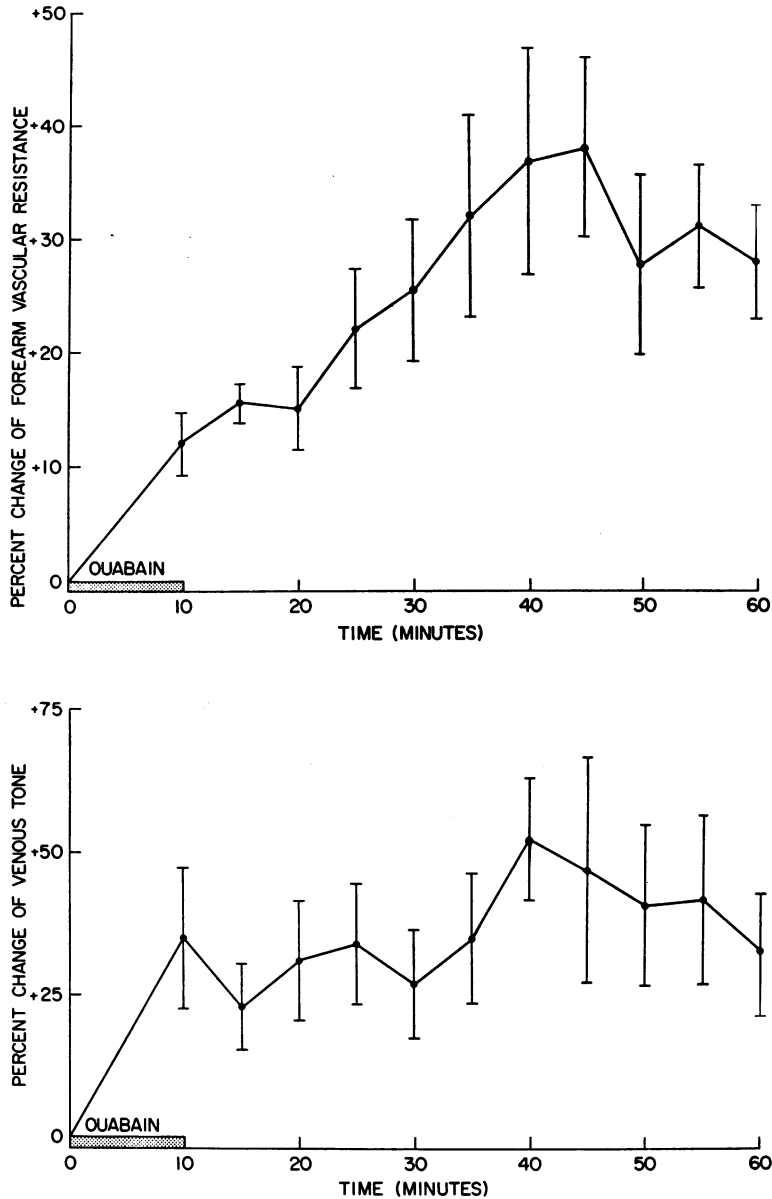 +50
+40
+30
+20
+10
0
PERCENT CHANGE OF FOREARM VASCULAR RESISTANCE
OUABAIN
0 10 20 30 40 50 60
TIME (MINUTES)
+75
+50
+25
0
PERCENT CHANGE OF VENOUS TONE
OUABAIN
0 10 20 30 40 50 60
TIME (MINUTES)